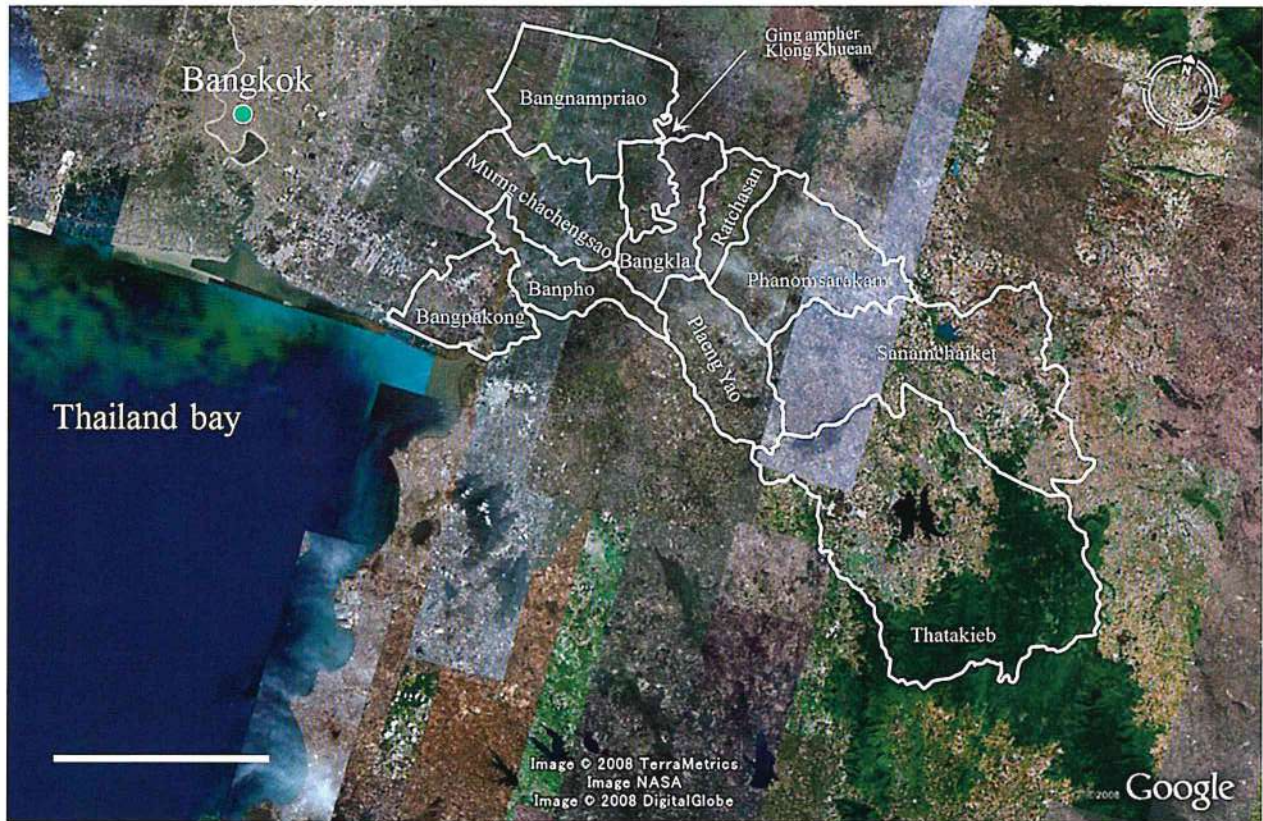 Ging ampher
Klong Khuean
Bangkok
Bangnampriao
N
Murng chachengsao
Ratchasan
Bangkla
Phanomsarakam
Banpho
Bangpakong
Plaeng Yao
Sanamchaiket
Thailand bay
Thatakieb
Image © 2008 TerraMetrics
Image NASA
Image © 2008 DigitalGlobe
©2008 Google